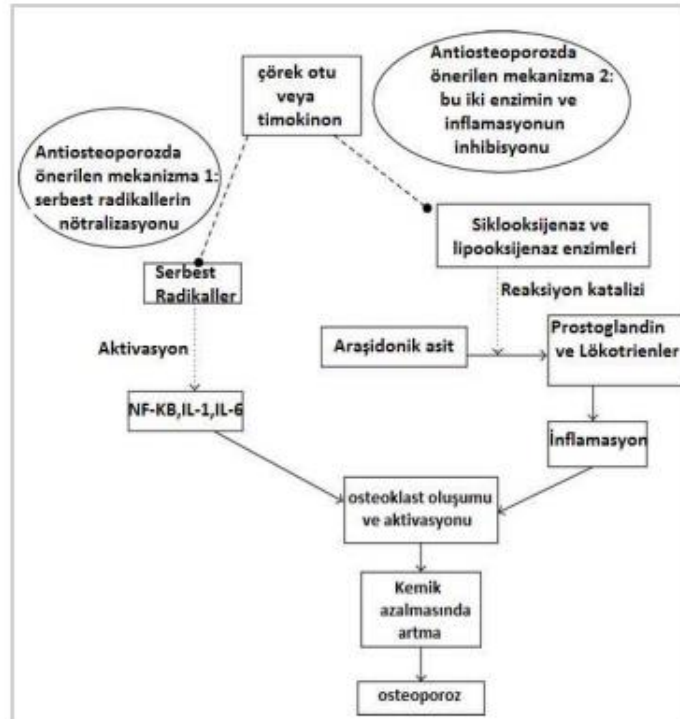 çörek otu
veya
timokinon
Antiosteoporozda
önerilen mekanizma 2:
bu iki enzimin ve
inflamasyonun
inhibisyonu
Antiosteoporozda
önerilen mekanizma 1:
serbest radikallerin
nötralizasyonu
Siklooksijenaz ve
lipooksijenaz enzimleri
Serbest
Radikaller
Reaksiyon katalizi
Aktivasyon
Araşidonik asit
Prostoglandin
ve Lökotrienler
NF-KB,IL-1,IL-6
İnflamasyon
osteoklast oluşumu
ve aktivasyonu
Kemik
azalmasında
artma
osteoporoz